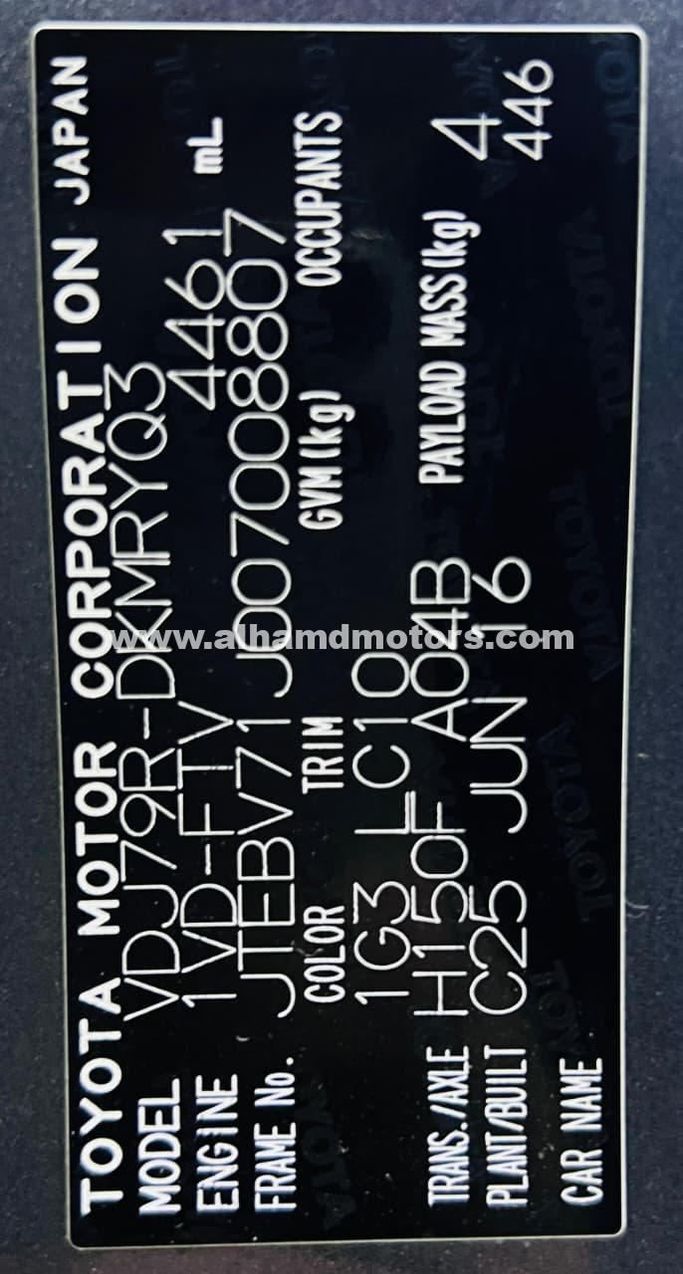 TOYOTA MOTOR CORPORATION JAPAN
MODEL VDJ79R-DKMRYQ3
ENGINE 1VD-FTV 4461 mL
FRAME No. JTEBV71J007008807
COLOR TRIM GVM(kg) OCCUPANTS
1G3 LC10 4
TRANS./AXLE H150F A04B PAYLOAD MASS(kg) 446
PLANT/BUILT C25 JUN '16
CAR NAME
www.alhamdmotors.com